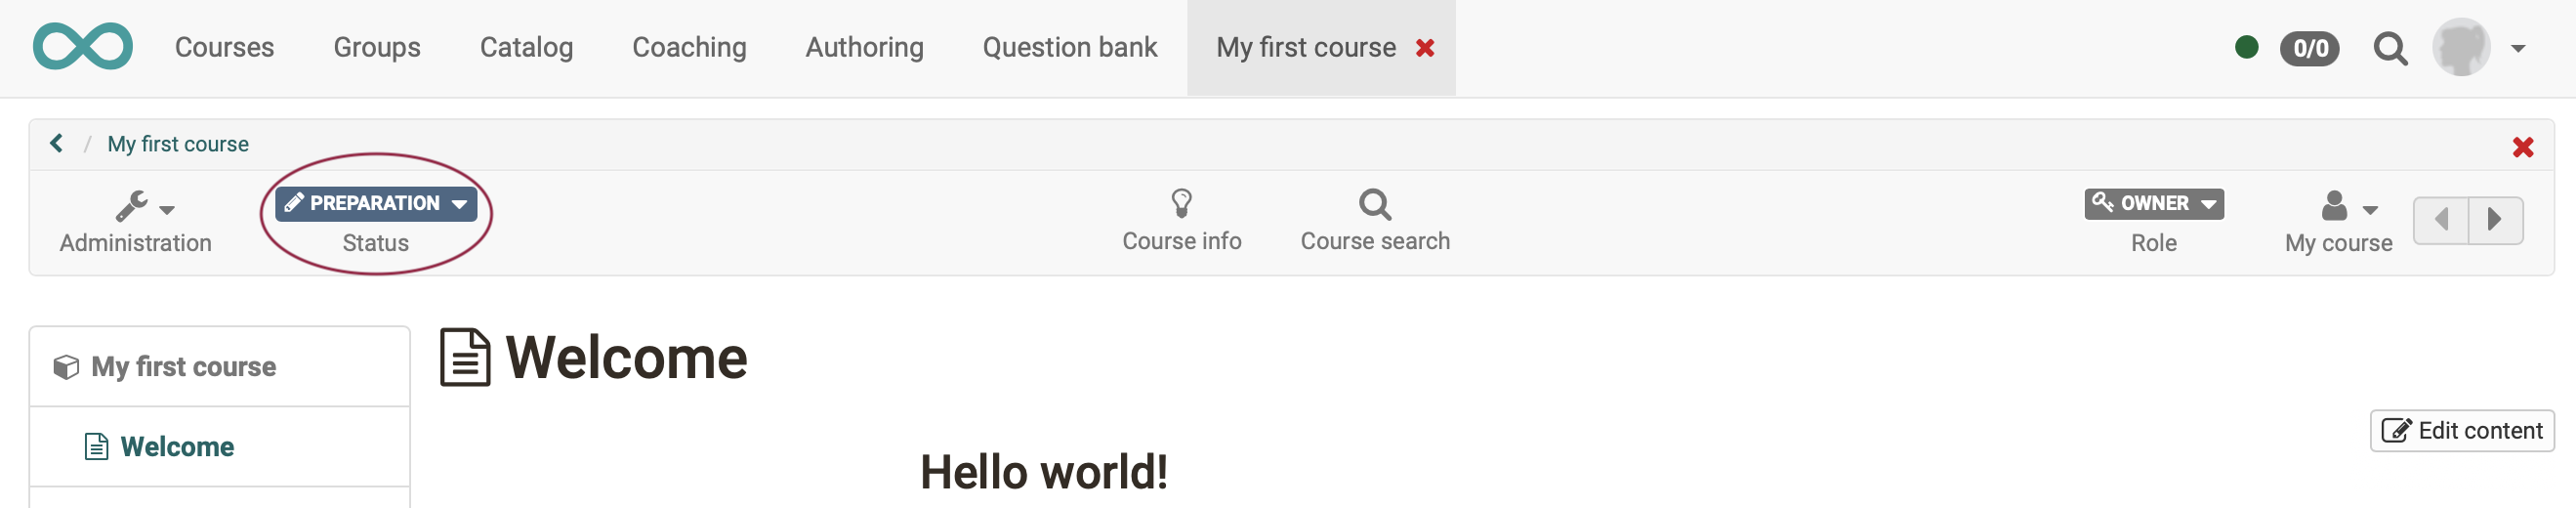 Courses Groups Catalog Coaching Authoring Question bank My first course 0/0
/ My first course
PREPARATION OWNER
Administration Status Course info Course search Role My course
My first course
Welcome
Welcome
Edit content
Hello world!